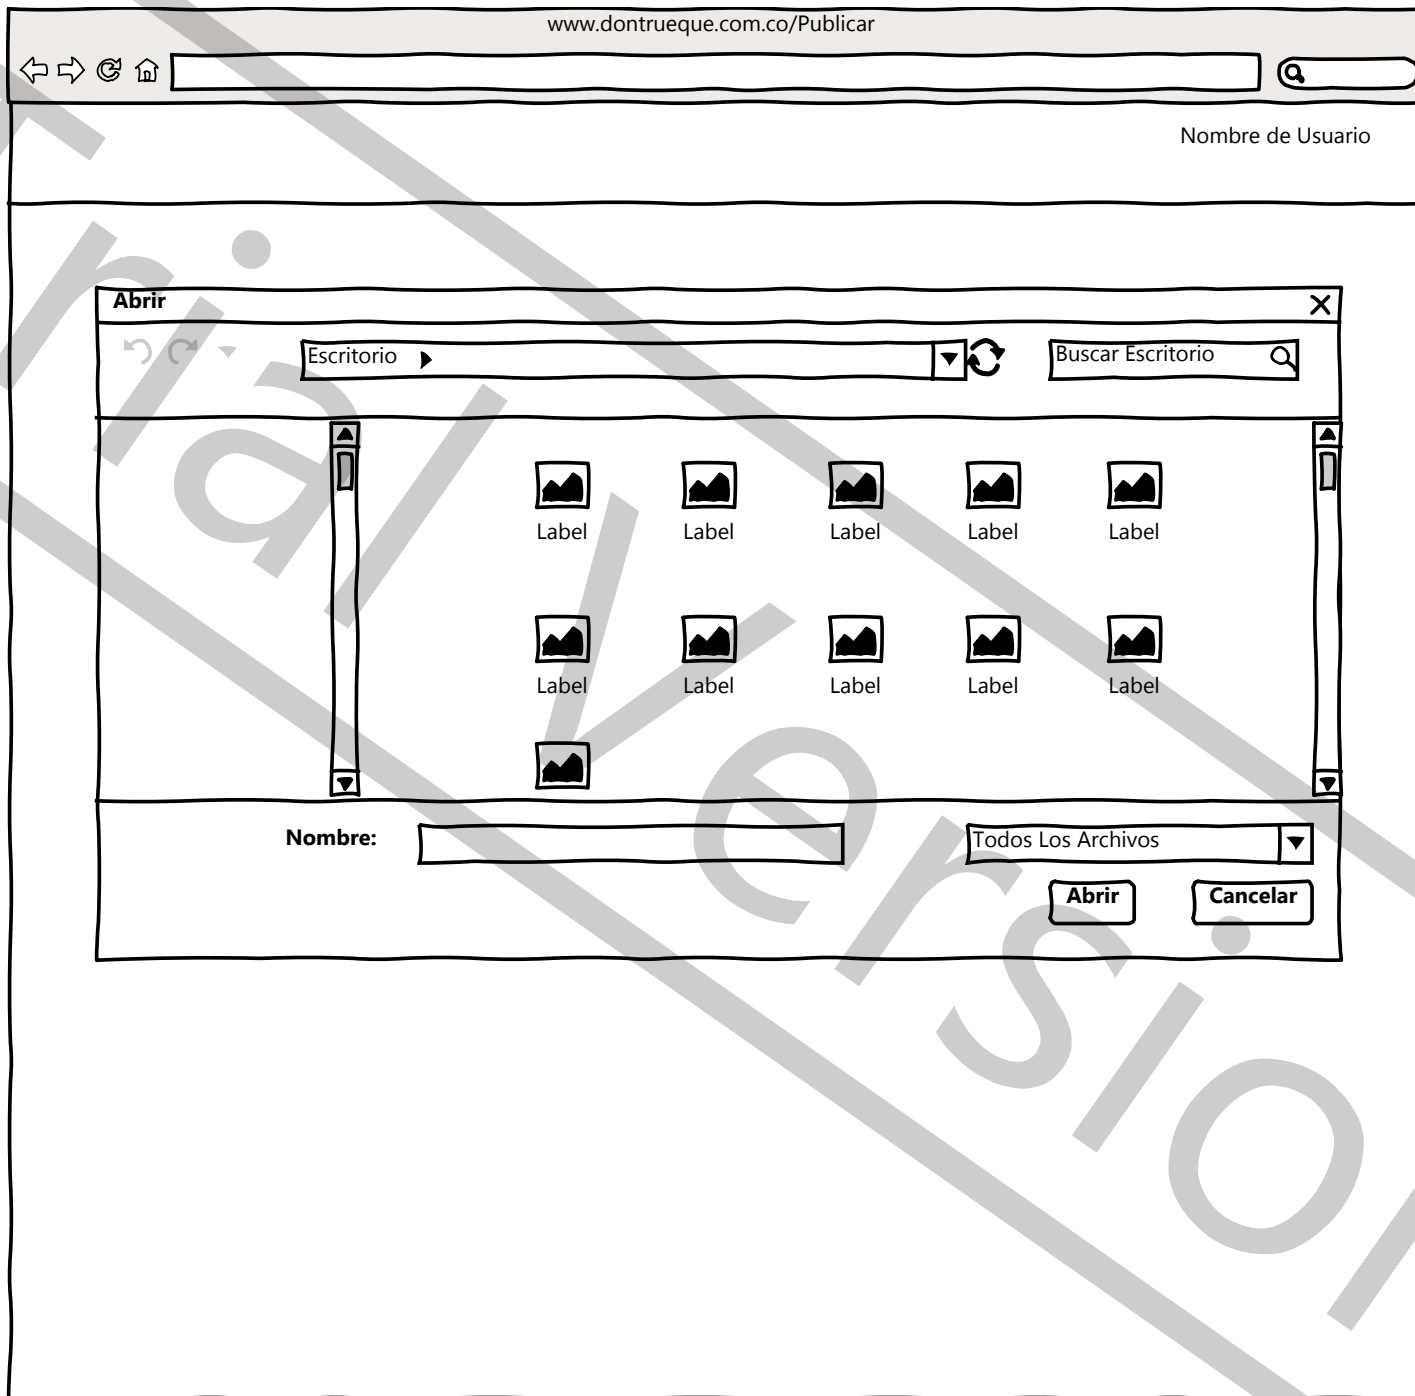 www.dontrueque.com.co/Publicar
Nombre de Usuario
Abrir
Escritorio
Buscar Escritorio
Label Label Label Label Label
Label Label Label Label Label
Nombre:
Todos Los Archivos
Abrir Cancelar
Trial Version